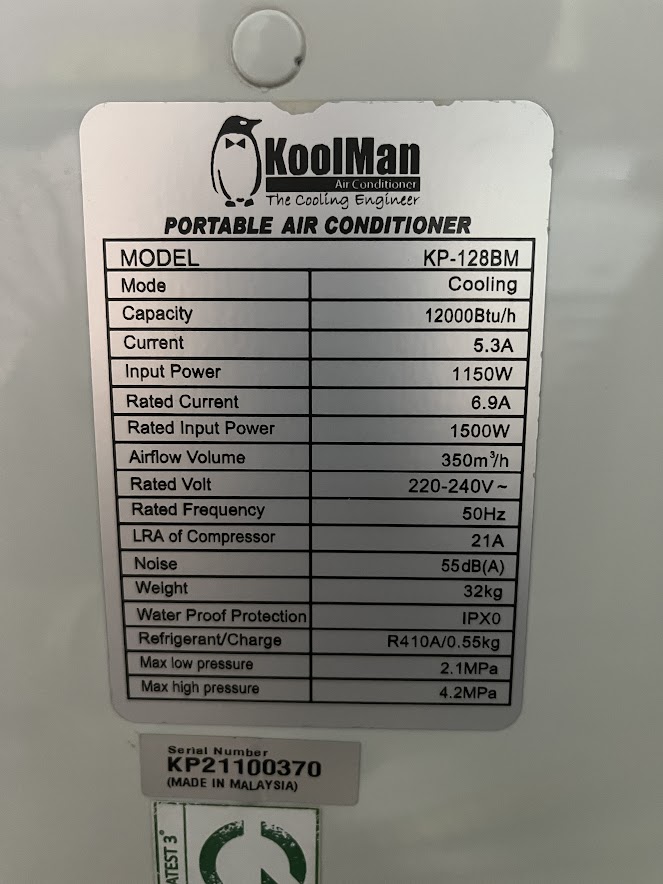 KoolMan
Air Conditioner
The Cooling Engineer
PORTABLE AIR CONDITIONER
MODEL KP-128BM
Mode Cooling
Capacity 12000Btu/h
Current 5.3A
Input Power 1150W
Rated Current 6.9A
Rated Input Power 1500W
Airflow Volume 350m³/h
Rated Volt 220-240V~
Rated Frequency 50Hz
LRA of Compressor 21A
Noise 55dB(A)
Weight 32kg
Water Proof Protection IPX0
Refrigerant/Charge R410A/0.55kg
Max low pressure 2.1MPa
Max high pressure 4.2MPa
Serial Number
KP21100370
(MADE IN MALAYSIA)